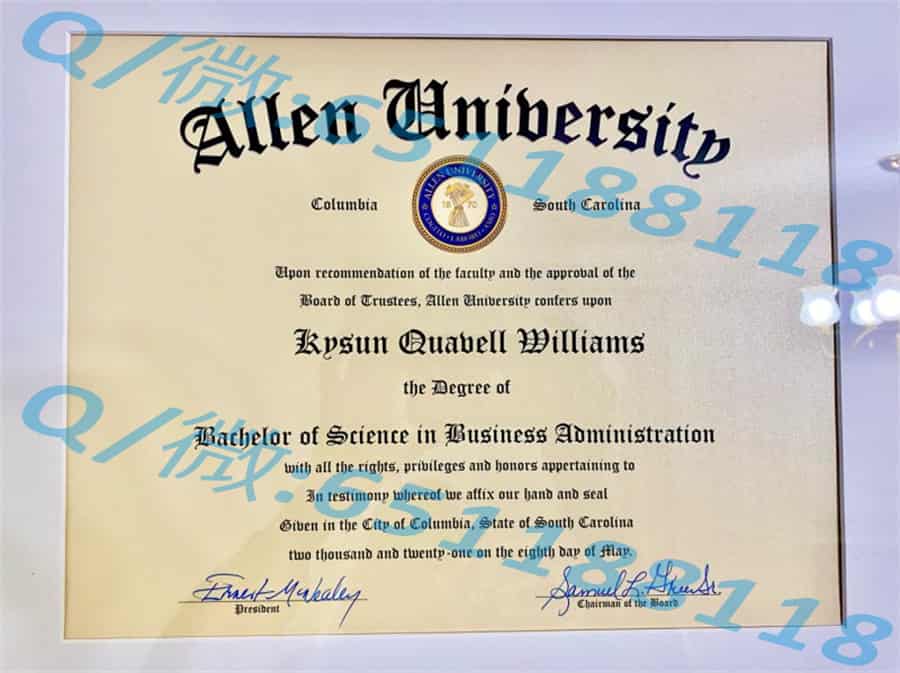 Q/微:651188118
Allen University
Columbia
ALLEN UNIVERSITY
18 70
South Carolina
Upon recommendation of the faculty and the approval of the
Board of Trustees, Allen University confers upon
Kysun Quavell Williams
the Degree of
Q/微:651188118
Bachelor of Science in Business Administration
with all the rights, privileges and honors appertaining to
In testimony whereof we affix our hand and seal
Given in the City of Columbia, State of South Carolina
two thousand and twenty-one on the eighth day of May.
President
Chairman of the Board